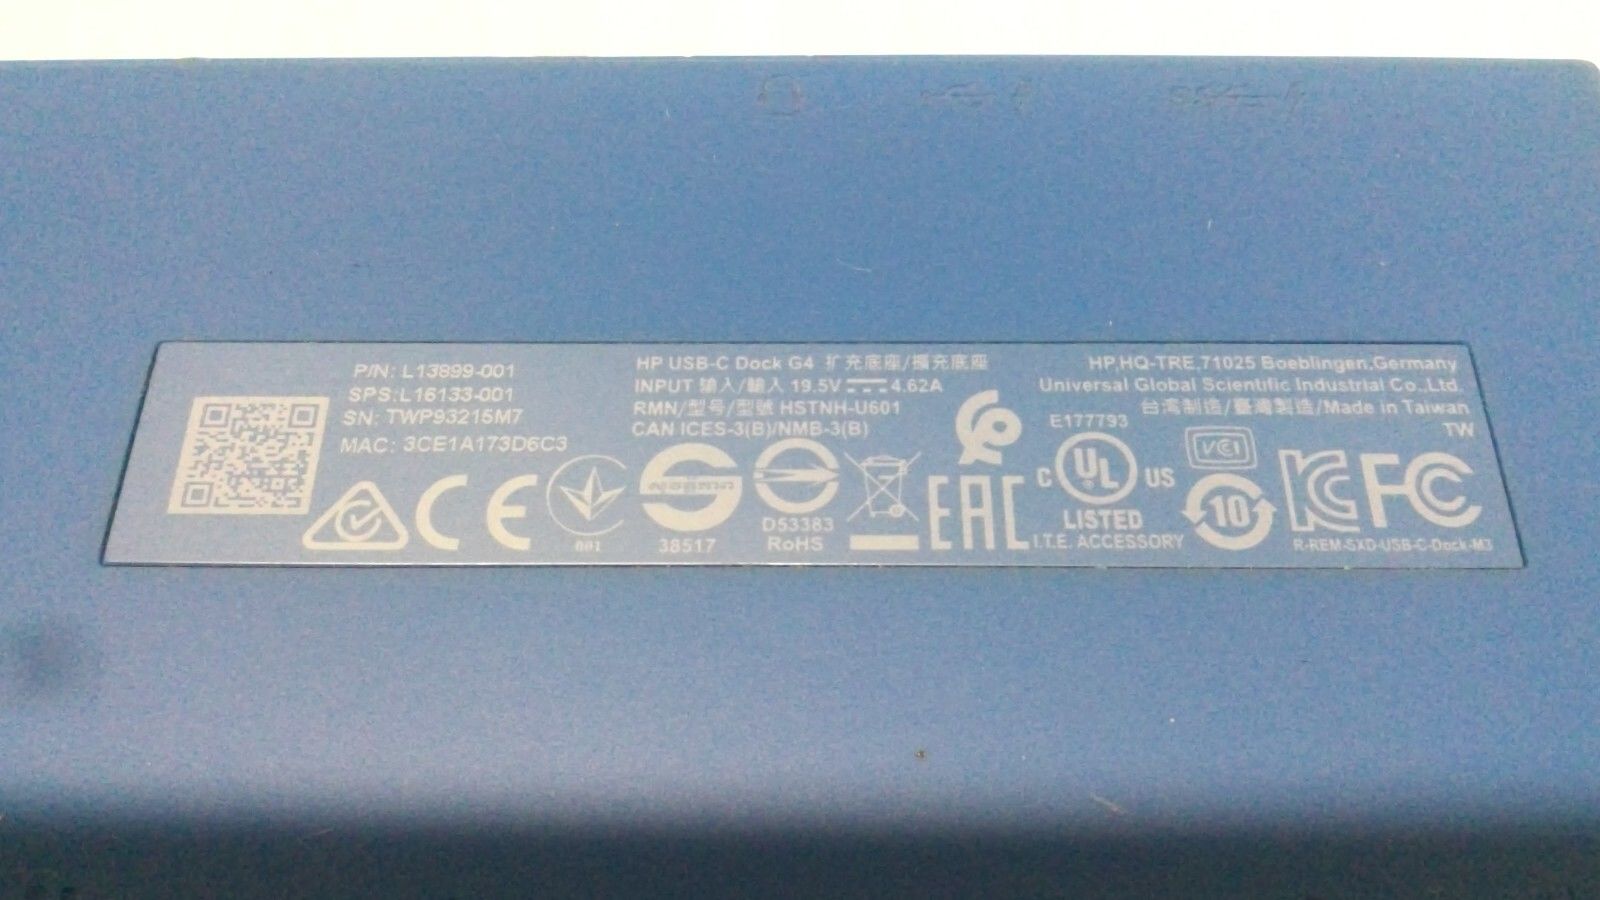 P/N: L13899-001
SPS:L16133-001
SN: TWP93215M7
MAC: 3CE1A173D6C3
HP USB-C Dock G4 扩充底座/擴充底座
INPUT 输入/輸入 19.5V 4.62A
RMN/型号/型號 HSTNH-U601
CAN ICES-3(B)/NMB-3(B)
HP,HQ-TRE,71025 Boeblingen,Germany
Universal Global Scientific Industrial Co.,Ltd.
台湾制造/臺灣製造/Made in Taiwan
TW
E177793
CE
001
38517
D53383
RoHS
EAC
C UL US
LISTED
I.T.E. ACCESSORY
VCI
10
KC
FC
R-REM-SXD-USB-C-Dock-M3